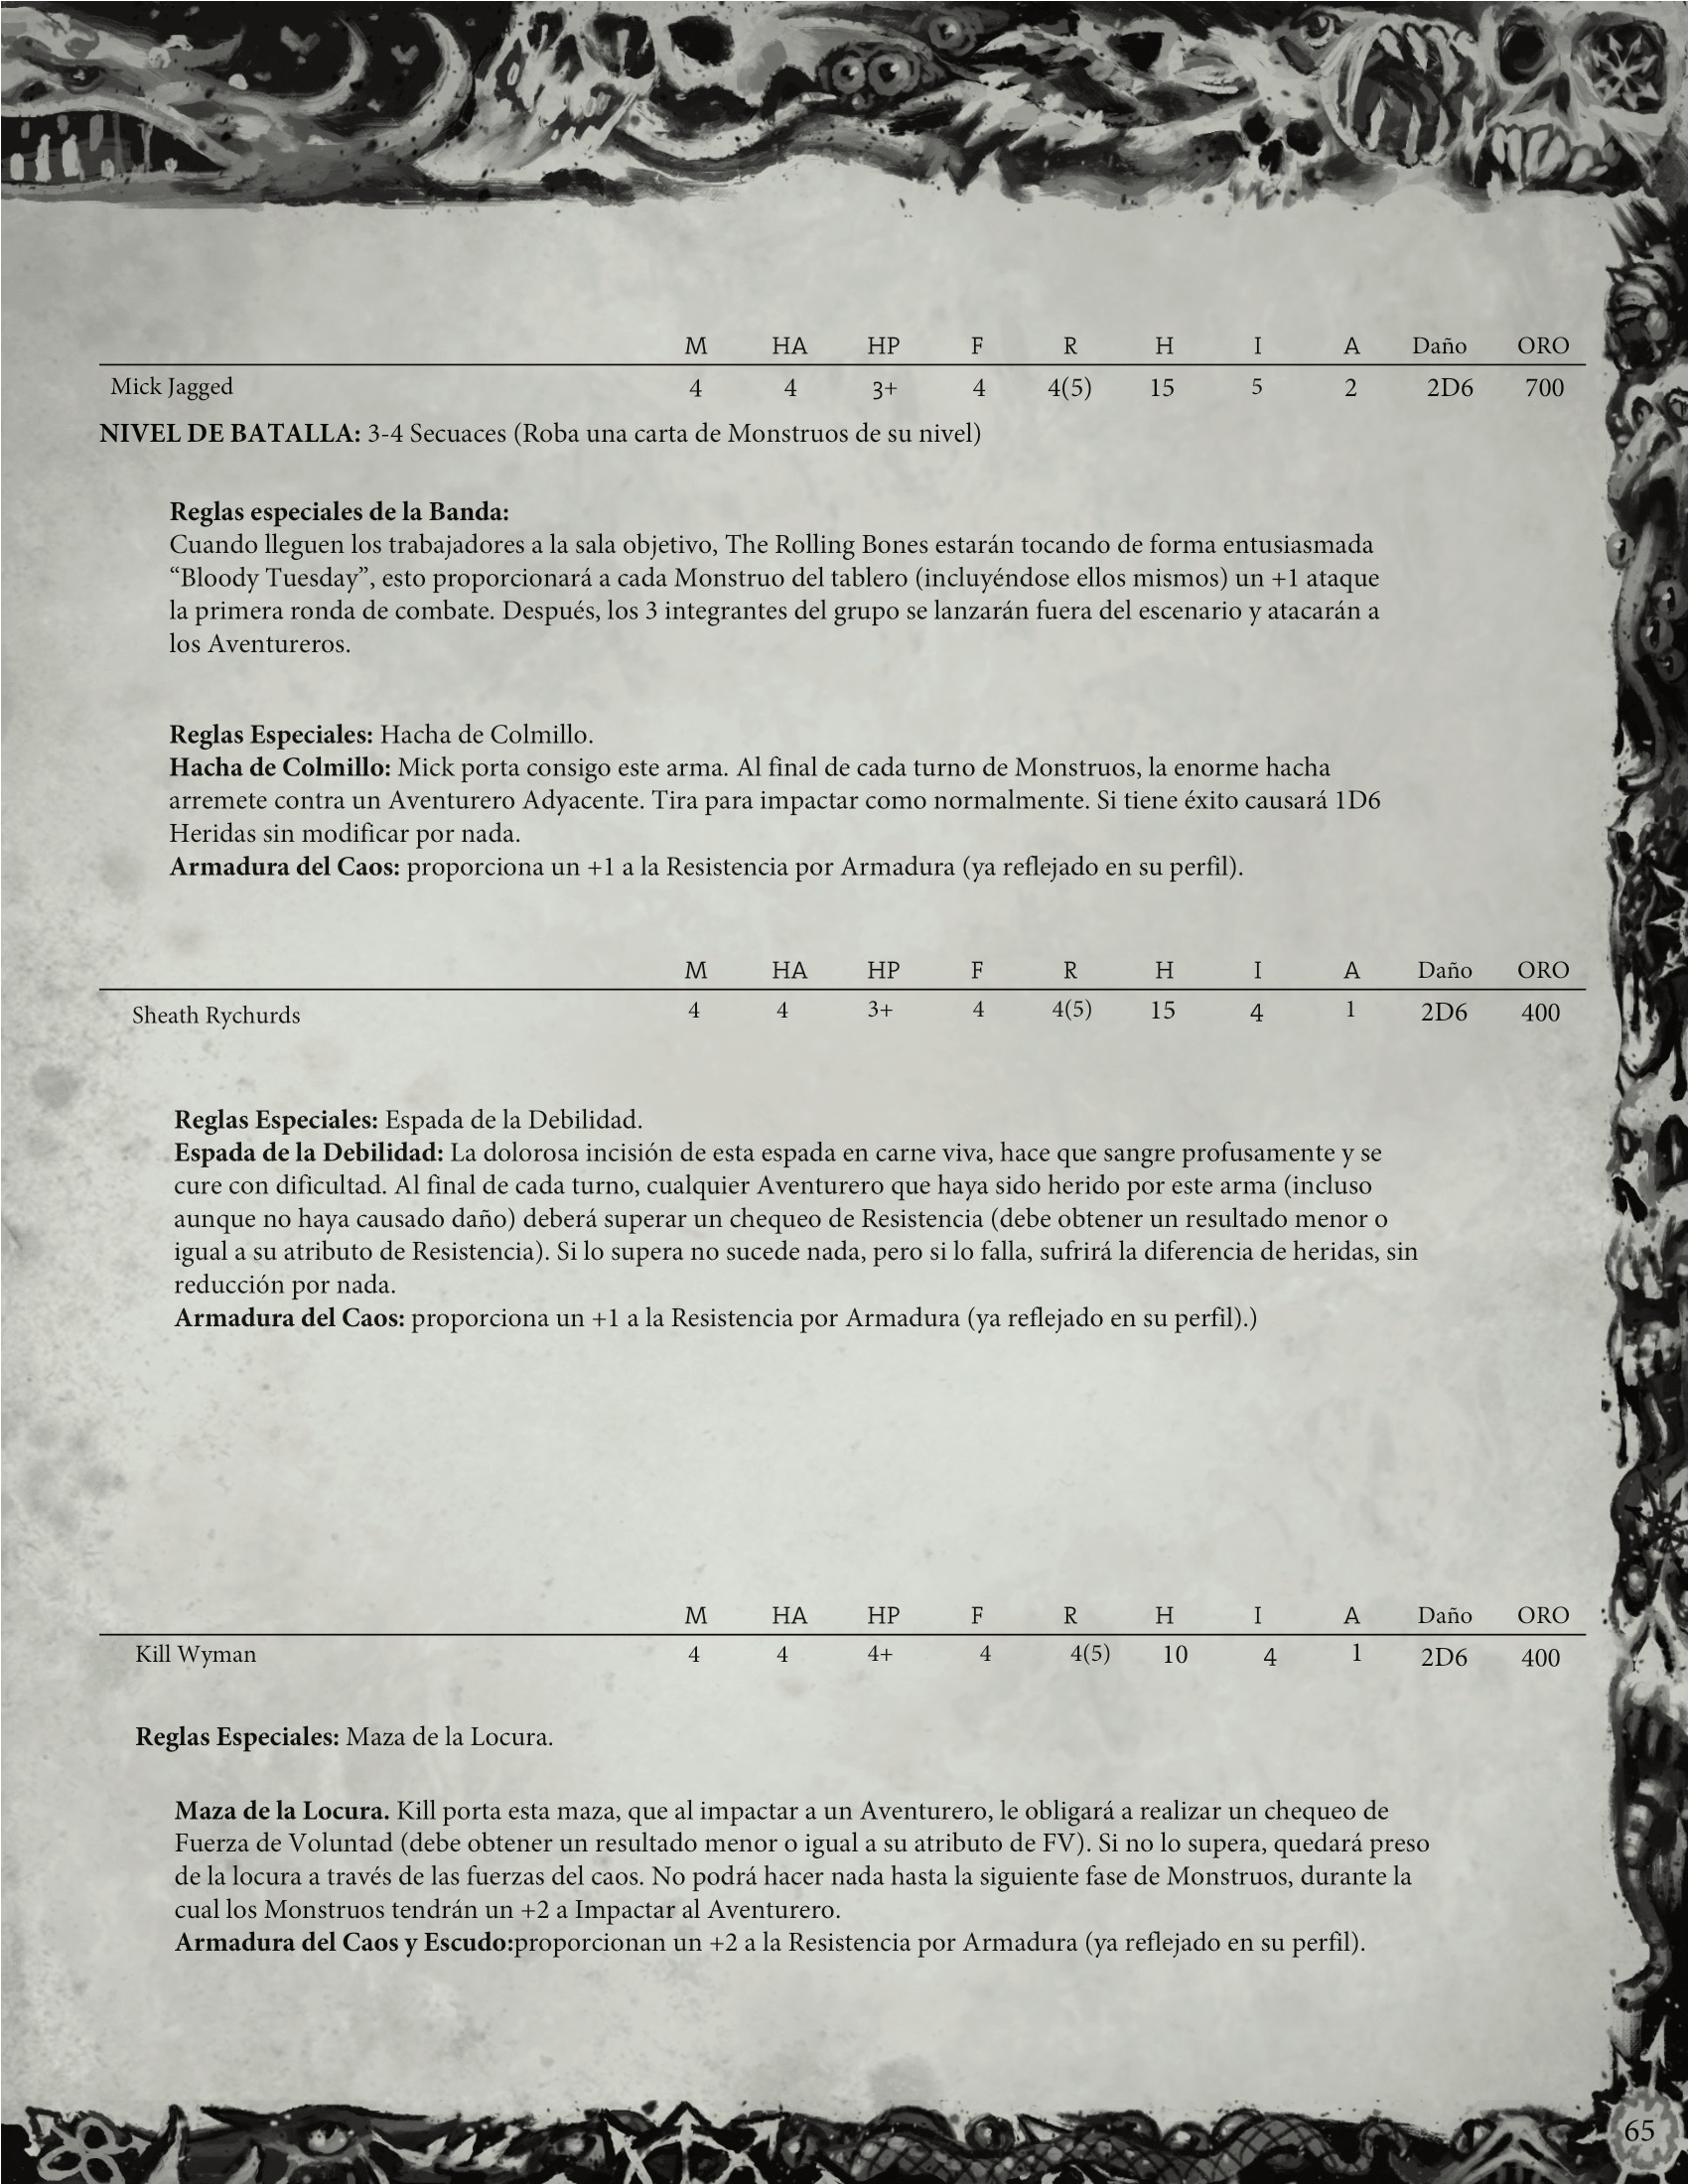 M HA HP F R H I A Daño ORO
Mick Jagged 4 4 3+ 4 4(5) 15 5 2 2D6 700
NIVEL DE BATALLA: 3-4 Secuaces (Roba una carta de Monstruos de su nivel)
Reglas especiales de la Banda:
Cuando lleguen los trabajadores a la sala objetivo, The Rolling Bones estarán tocando de forma entusiasmada
“Bloody Tuesday”, esto proporcionará a cada Monstruo del tablero (incluyéndose ellos mismos) un +1 ataque
la primera ronda de combate. Después, los 3 integrantes del grupo se lanzarán fuera del escenario y atacarán a
los Aventureros.
Reglas Especiales: Hacha de Colmillo.
Hacha de Colmillo: Mick porta consigo este arma. Al final de cada turno de Monstruos, la enorme hacha
arremete contra un Aventurero Adyacente. Tira para impactar como normalmente. Si tiene éxito causará 1D6
Heridas sin modificar por nada.
Armadura del Caos: proporciona un +1 a la Resistencia por Armadura (ya reflejado en su perfil).
M HA HP F R H I A Daño ORO
Sheath Rychurds 4 4 3+ 4 4(5) 15 4 1 2D6 400
Reglas Especiales: Espada de la Debilidad.
Espada de la Debilidad: La dolorosa incisión de esta espada en carne viva, hace que sangre profusamente y se
cure con dificultad. Al final de cada turno, cualquier Aventurero que haya sido herido por este arma (incluso
aunque no haya causado daño) deberá superar un chequeo de Resistencia (debe obtener un resultado menor o
igual a su atributo de Resistencia). Si lo supera no sucede nada, pero si lo falla, sufrirá la diferencia de heridas, sin
reducción por nada.
Armadura del Caos: proporciona un +1 a la Resistencia por Armadura (ya reflejado en su perfil).)
M HA HP F R H I A Daño ORO
Kill Wyman 4 4 4+ 4 4(5) 10 4 1 2D6 400
Reglas Especiales: Maza de la Locura.
Maza de la Locura. Kill porta esta maza, que al impactar a un Aventurero, le obligará a realizar un chequeo de
Fuerza de Voluntad (debe obtener un resultado menor o igual a su atributo de FV). Si no lo supera, quedará preso
de la locura a través de las fuerzas del caos. No podrá hacer nada hasta la siguiente fase de Monstruos, durante la
cual los Monstruos tendrán un +2 a Impactar al Aventurero.
Armadura del Caos y Escudo:proporcionan un +2 a la Resistencia por Armadura (ya reflejado en su perfil).
65